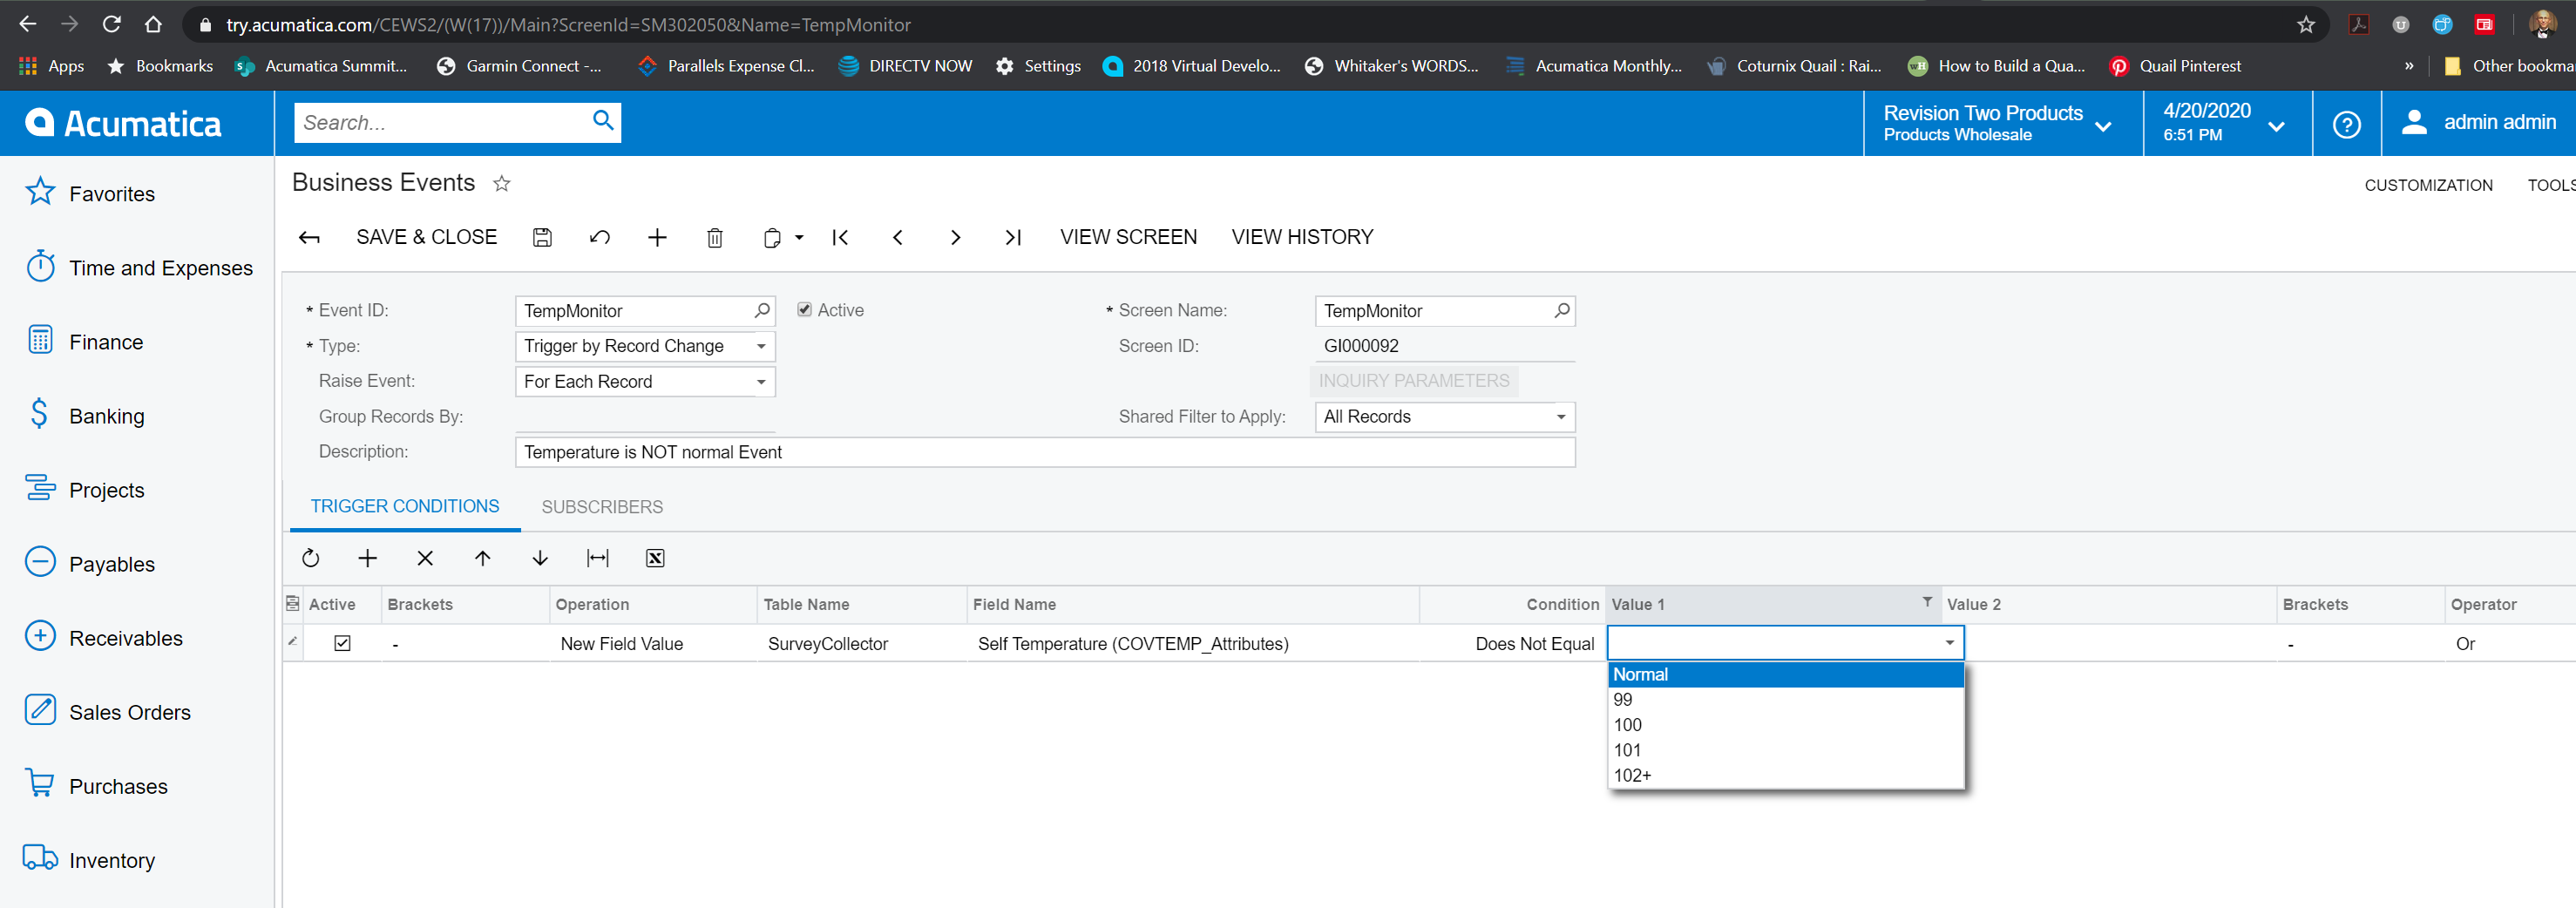 try.acumatica.com/CEWS2/(W(17))/Main?ScreenId=SM302050&Name=TempMonitor
Apps Bookmarks Acumatica Summit... Garmin Connect -... Parallels Expense Cl... DIRECTV NOW Settings 2018 Virtual Develo... Whitaker's WORDS... Acumatica Monthly... Coturnix Quail : Rai... How to Build a Qua... Quail Pinterest » Other bookma
Acumatica Search... Revision Two Products 4/20/2020 admin admin
Products Wholesale 6:51 PM
Business Events CUSTOMIZATION TOOLS
SAVE & CLOSE VIEW SCREEN VIEW HISTORY
* Event ID: TempMonitor Active * Screen Name: TempMonitor
* Type: Trigger by Record Change Screen ID: GI000092
Raise Event: For Each Record INQUIRY PARAMETERS
Group Records By: Shared Filter to Apply: All Records
Description: Temperature is NOT normal Event
TRIGGER CONDITIONS SUBSCRIBERS
Active Brackets Operation Table Name Field Name Condition Value 1 Value 2 Brackets Operator
- New Field Value SurveyCollector Self Temperature (COVTEMP_Attributes) Does Not Equal - Or
Normal
99
100
101
102+
Favorites
Time and Expenses
Finance
Banking
Projects
Payables
Receivables
Sales Orders
Purchases
Inventory